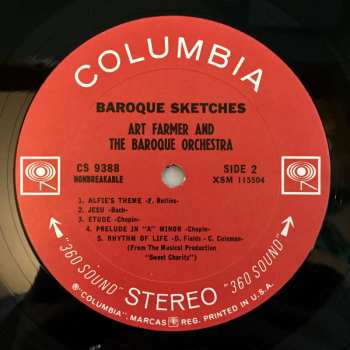 COLUMBIA
BAROQUE SKETCHES
ART FARMER AND
THE BAROQUE ORCHESTRA
CS 9388
NONBREAKABLE
SIDE 2
XSM 115504
1. ALFIE'S THEME -S. Rollins-
2. JESU -Bach-
3. ETUDE -Chopin-
4. PRELUDE IN "A" MINOR -Chopin-
5. RHYTHM OF LIFE -D. Fields - C. Coleman-
(From The Musical Production
"Sweet Charity")
"360 SOUND" STEREO "360 SOUND"
® "COLUMBIA", MARCAS REG. PRINTED IN U.S.A.